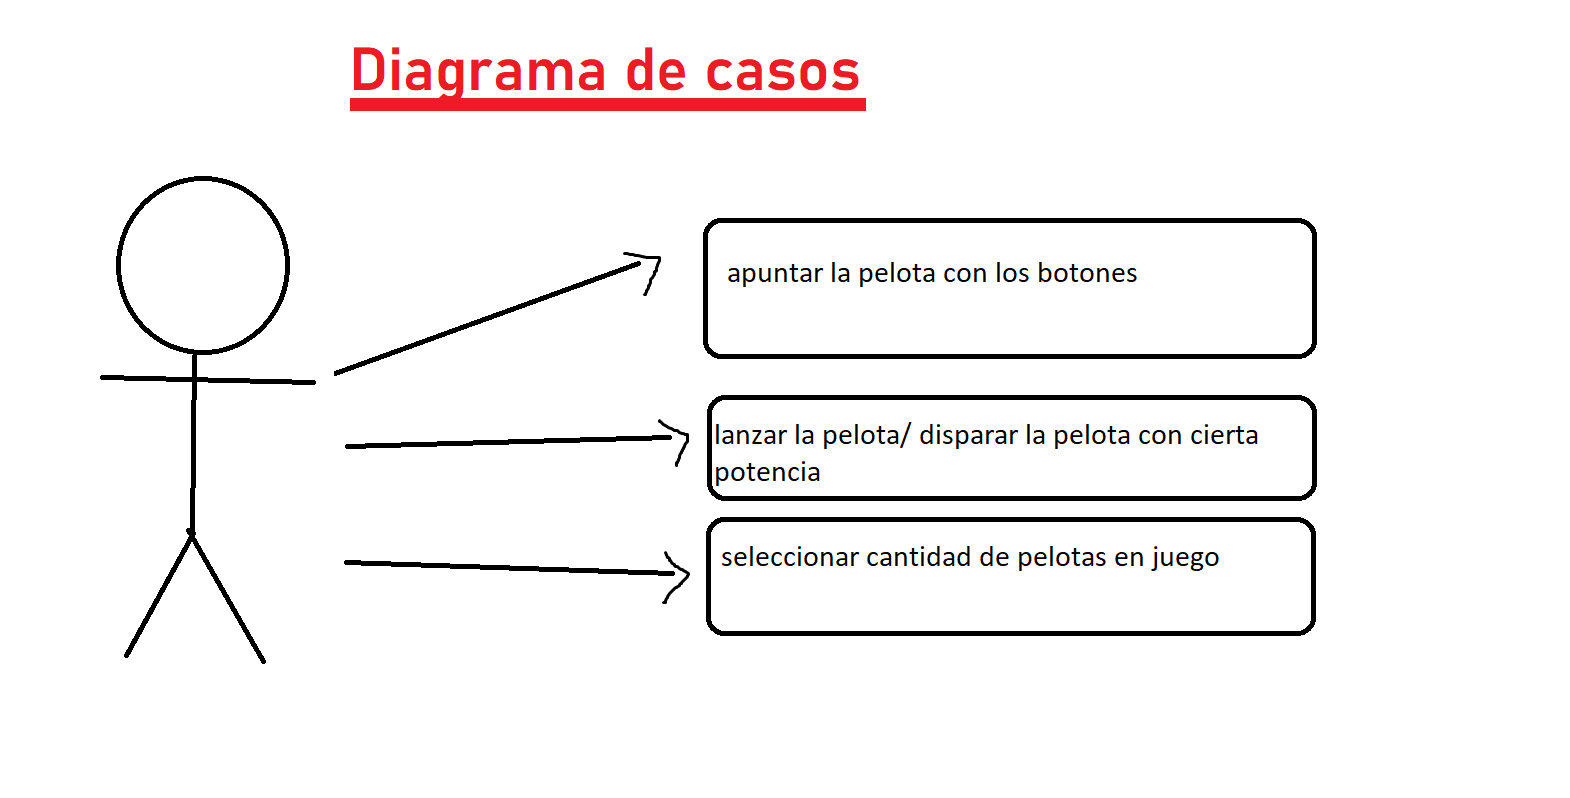 Diagrama de casos
apuntar la pelota con los botones
lanzar la pelota/ disparar la pelota con cierta
potencia
seleccionar cantidad de pelotas en juego